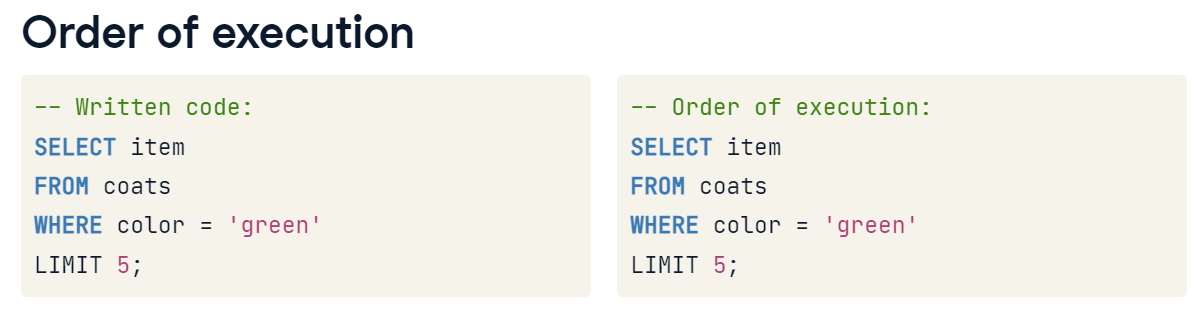 Order of execution
-- Written code:
SELECT item
FROM coats
WHERE color = 'green'
LIMIT 5;
-- Order of execution:
SELECT item
FROM coats
WHERE color = 'green'
LIMIT 5;